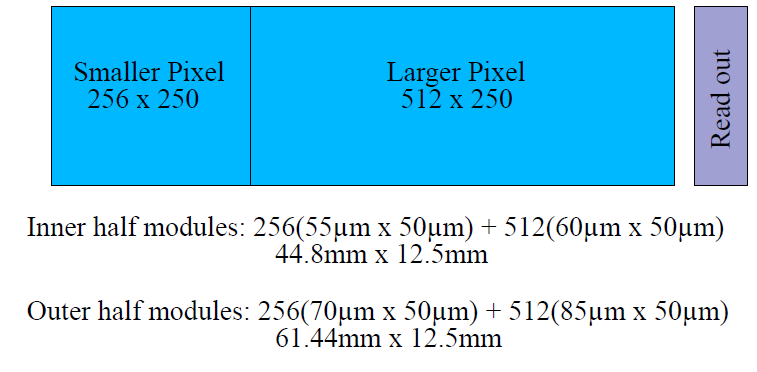 Smaller Pixel
256 x 250
Larger Pixel
512 x 250
Read out
Inner half modules: 256(55μm x 50μm) + 512(60μm x 50μm)
44.8mm x 12.5mm
Outer half modules: 256(70μm x 50μm) + 512(85μm x 50μm)
61.44mm x 12.5mm